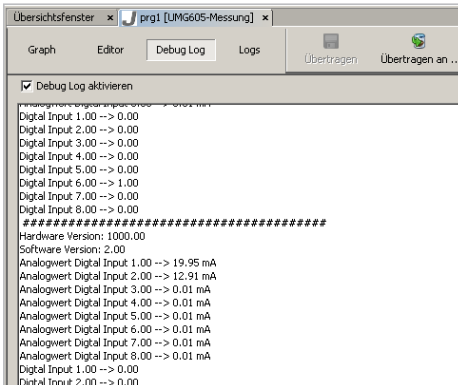 Übersichtsfenster × prg1 [UMG605-Messung] ×
Graph Editor Debug Log Logs Übertragen Übertragen an ...
Debug Log aktivieren
Digtal Input 1.00 --> 0.00
Digtal Input 2.00 --> 0.00
Digtal Input 3.00 --> 0.00
Digtal Input 4.00 --> 0.00
Digtal Input 5.00 --> 0.00
Digtal Input 6.00 --> 1.00
Digtal Input 7.00 --> 0.00
Digtal Input 8.00 --> 0.00
########################################
Hardware Version: 1000.00
Software Version: 2.00
Analogwert Digtal Input 1.00 --> 19.95 mA
Analogwert Digtal Input 2.00 --> 12.91 mA
Analogwert Digtal Input 3.00 --> 0.01 mA
Analogwert Digtal Input 4.00 --> 0.01 mA
Analogwert Digtal Input 5.00 --> 0.01 mA
Analogwert Digtal Input 6.00 --> 0.01 mA
Analogwert Digtal Input 7.00 --> 0.01 mA
Analogwert Digtal Input 8.00 --> 0.01 mA
Digtal Input 1.00 --> 0.00
Digtal Input 2.00 --> 0.00